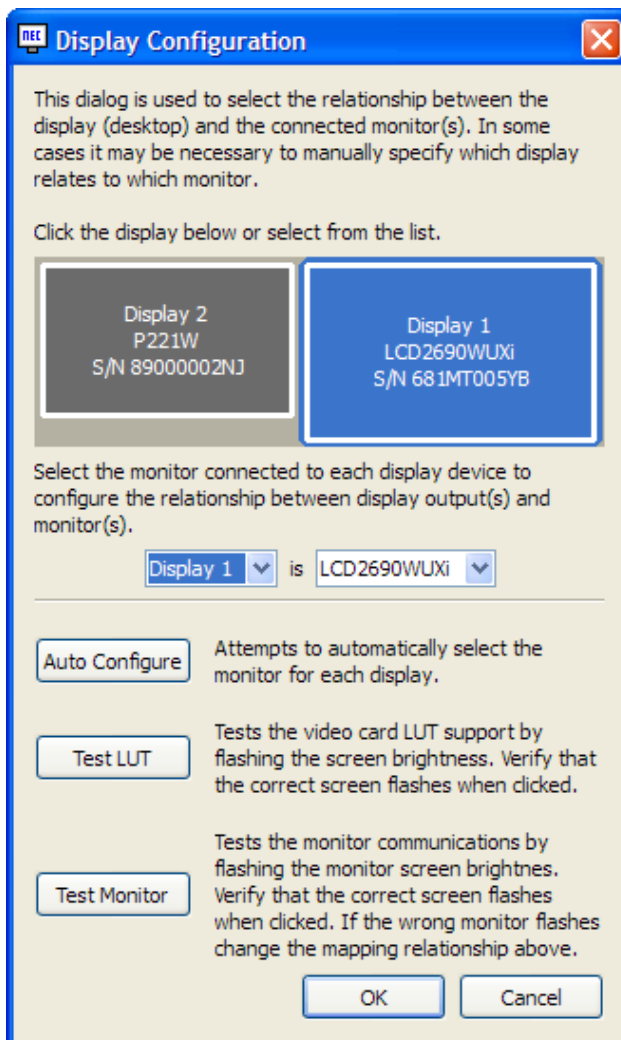 NEC
Display Configuration
This dialog is used to select the relationship between the
display (desktop) and the connected monitor(s). In some
cases it may be necessary to manually specify which display
relates to which monitor.
Click the display below or select from the list.
Display 2
P221W
S/N 89000002NJ
Display 1
LCD2690WUXi
S/N 681MT005YB
Select the monitor connected to each display device to
configure the relationship between display output(s) and
monitor(s).
Display 1 is LCD2690WUXi
Auto Configure
Attempts to automatically select the
monitor for each display.
Test LUT
Tests the video card LUT support by
flashing the screen brightness. Verify that
the correct screen flashes when clicked.
Test Monitor
Tests the monitor communications by
flashing the monitor screen brightnes.
Verify that the correct screen flashes
when clicked. If the wrong monitor flashes
change the mapping relationship above.
OK Cancel